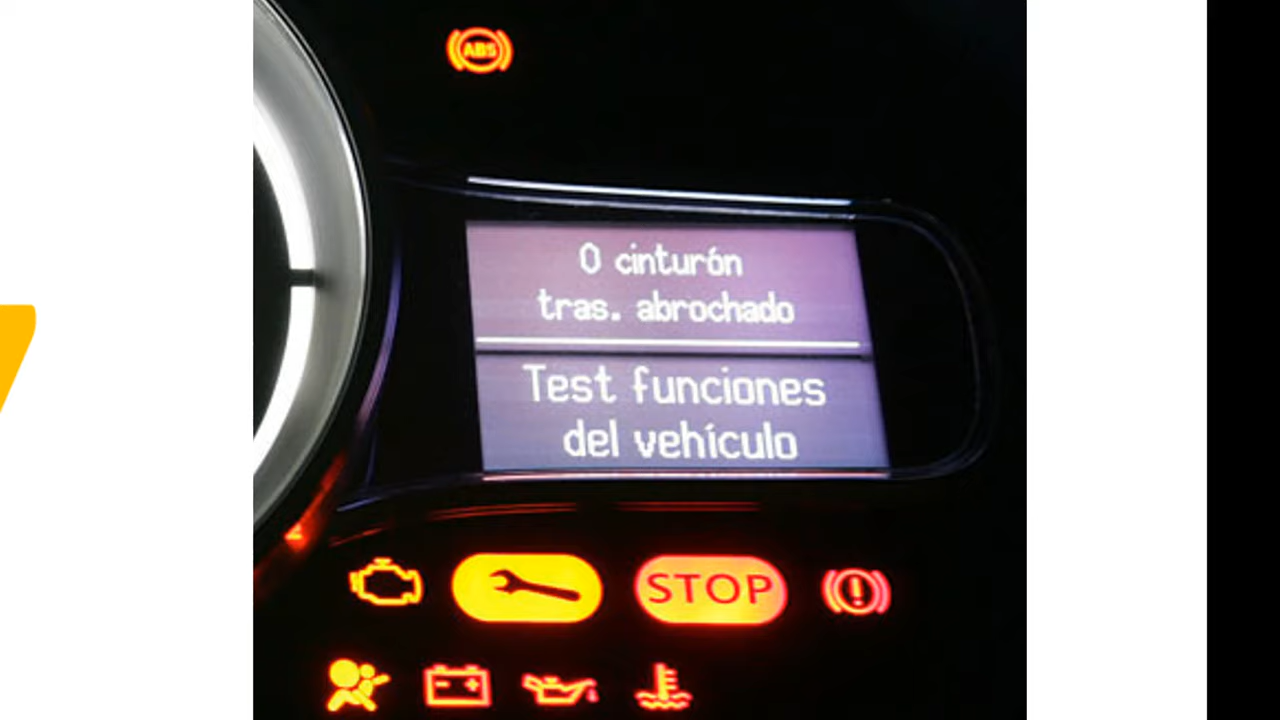 ABS
0 cinturón
tras. abrochado
Test funciones
del vehículo
STOP